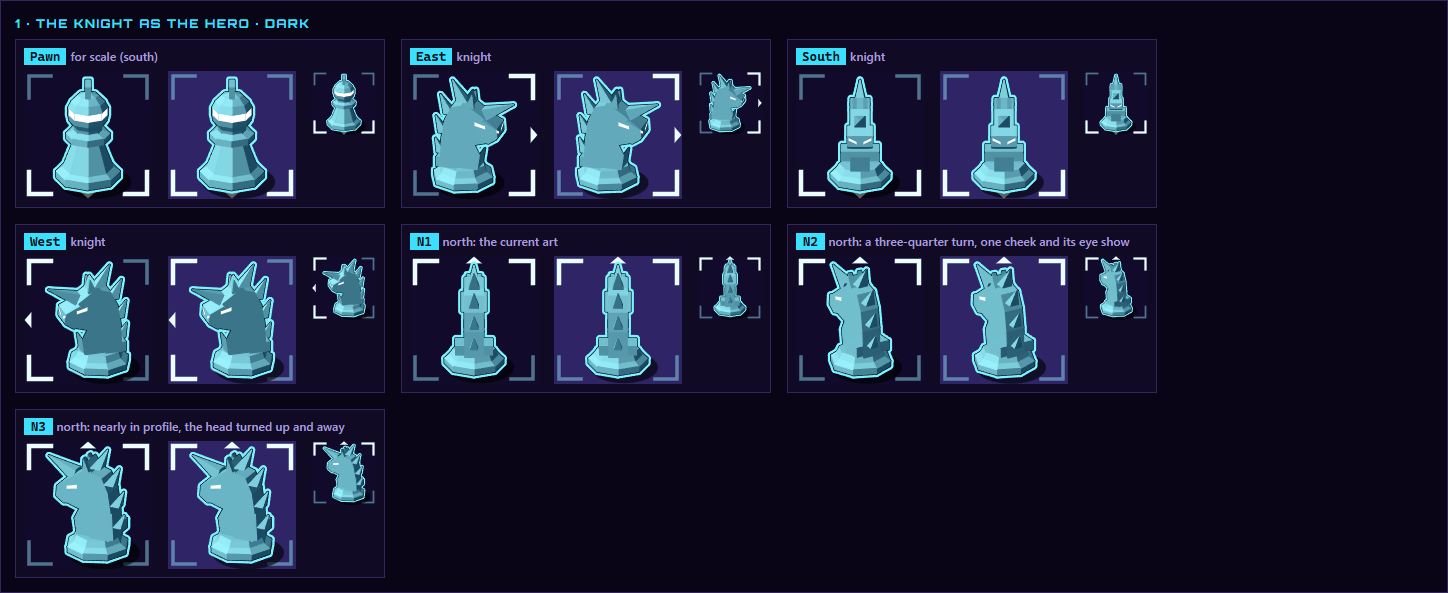 1 · THE KNIGHT AS THE HERO · DARK
Pawn for scale (south)
East knight
South knight
West knight
N1 north: the current art
N2 north: a three-quarter turn, one cheek and its eye show
N3 north: nearly in profile, the head turned up and away